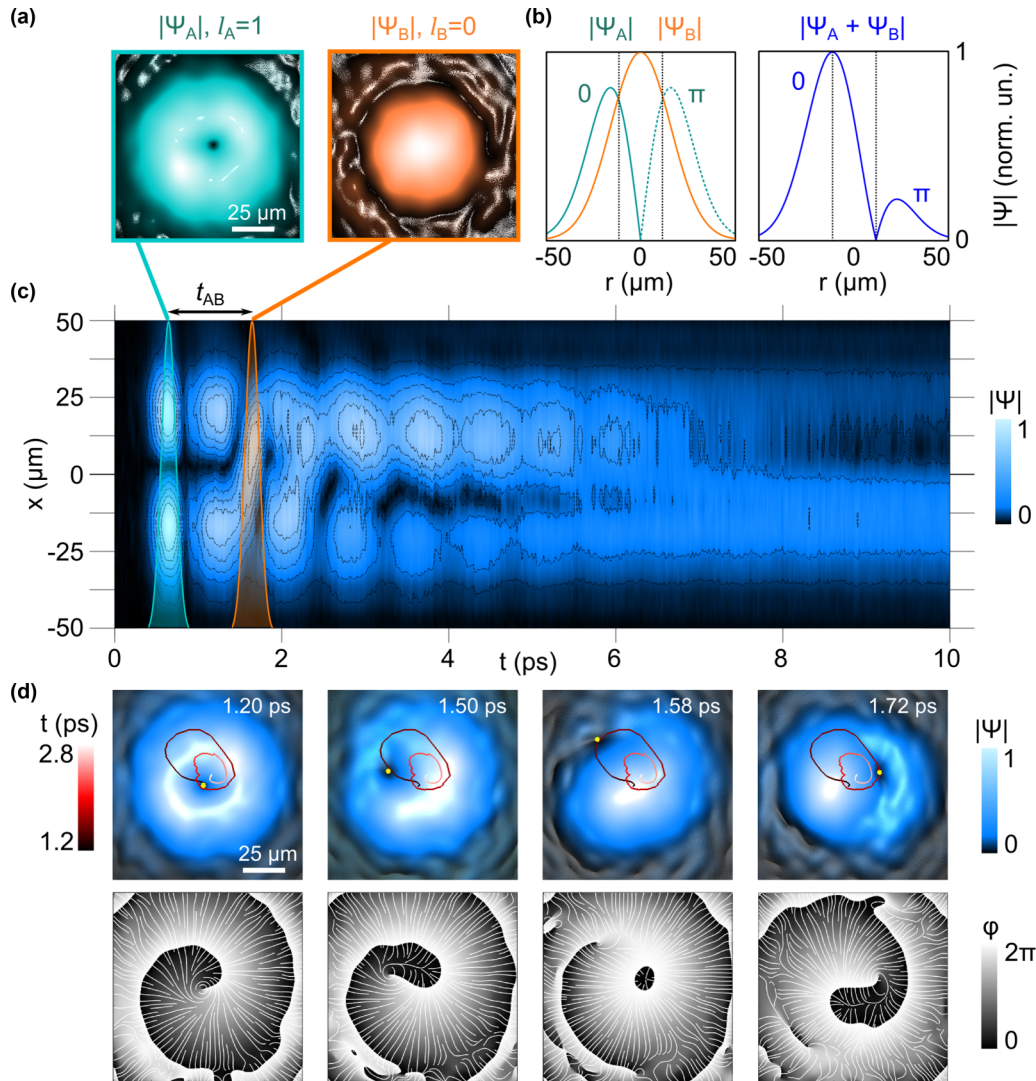 (a)
|Ψ_A|, l_A=1
|Ψ_B|, l_B=0
25 µm
(b)
|Ψ_A| |Ψ_B|
0
π
-50 0 50
r (µm)
|Ψ_A + Ψ_B|
0
π
1
0
|Ψ| (norm. un.)
-50 0 50
r (µm)
(c)
t_AB
50
25
0
-25
-50
x (µm)
0 2 4 6 8 10
t (ps)
|Ψ|
1
0
(d)
t (ps)
2.8
1.2
1.20 ps
1.50 ps
1.58 ps
1.72 ps
25 µm
|Ψ|
1
0
φ
2π
0